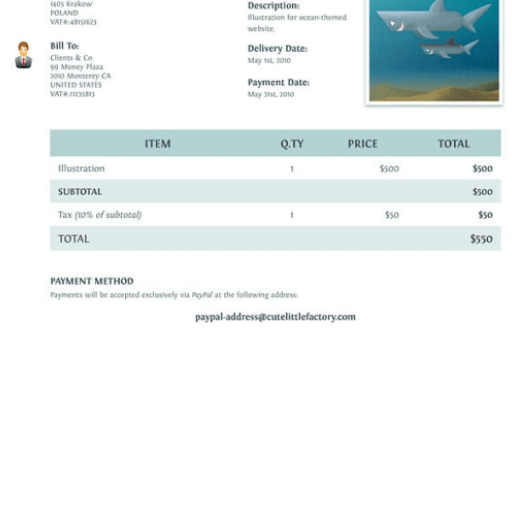 1405 Krakow
POLAND
VAT#:48151623
Bill To:
Clients & Co
99 Money Plaza
2010 Monterey CA
UNITED STATES
VAT#:11235813
Description:
Illustration for ocean-themed
website.
Delivery Date:
May 1st, 2010
Payment Date:
May 31st, 2010
ITEM Q.TY PRICE TOTAL
Illustration 1 $500 $500
SUBTOTAL $500
Tax (10% of subtotal) 1 $50 $50
TOTAL $550
PAYMENT METHOD
Payments will be accepted exclusively via PayPal at the following address:
paypal-address@cutelittlefactory.com